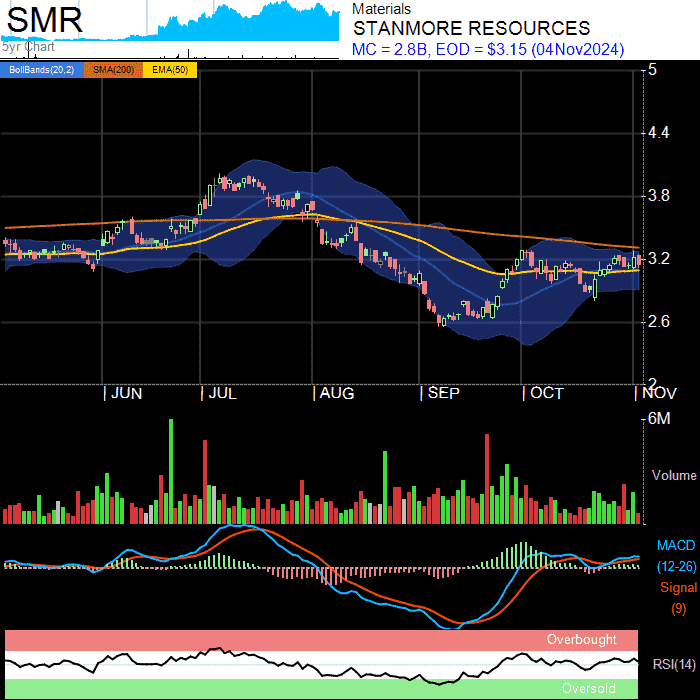 SMR
5yr Chart
Materials
STANMORE RESOURCES
MC = 2.8B, EOD = $3.15 (04Nov2024)
BollBands(20,2) SMA(200) EMA(50)
5
4.4
3.8
3.2
2.6
2
JUN JUL AUG SEP OCT NOV
6M
Volume
MACD
(12-26)
Signal
(9)
Overbought
RSI(14)
Oversold